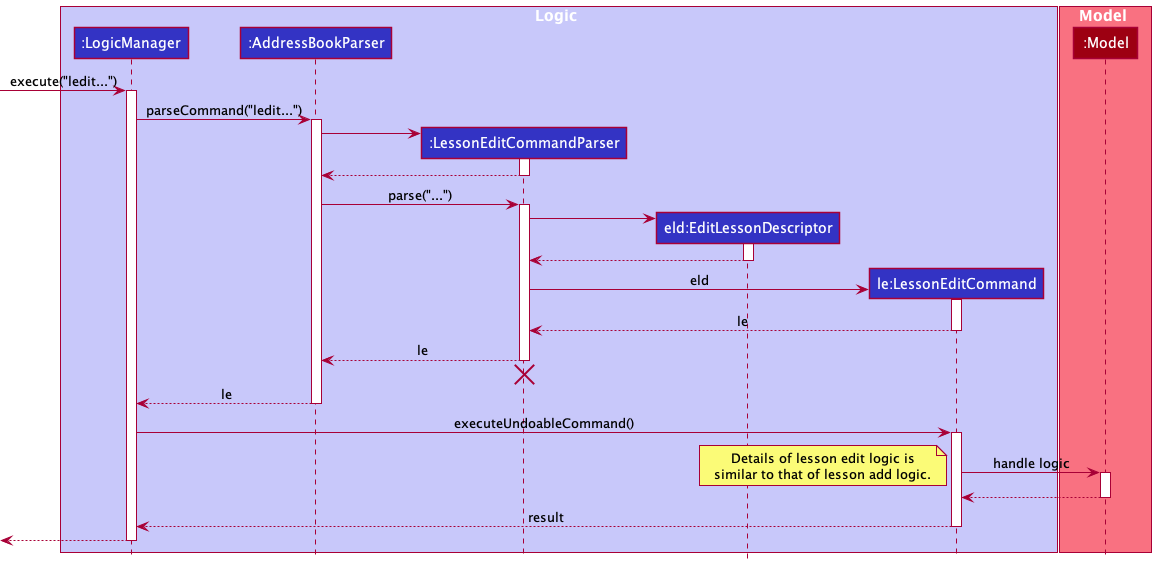 Logic
Model
:LogicManager
:AddressBookParser
:Model
execute("ledit...")
parseCommand("ledit...")
:LessonEditCommandParser
parse("...")
eld:EditLessonDescriptor
eld
le:LessonEditCommand
le
le
le
executeUndoableCommand()
Details of lesson edit logic is
similar to that of lesson add logic.
handle logic
result